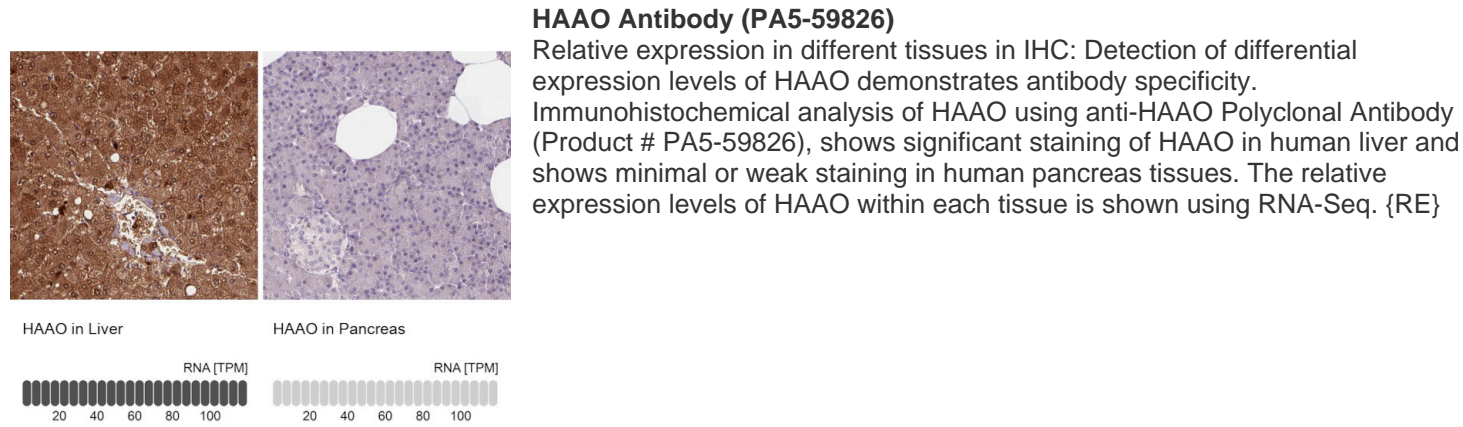 HAAO Antibody (PA5-59826)
Relative expression in different tissues in IHC: Detection of differential
expression levels of HAAO demonstrates antibody specificity.
Immunohistochemical analysis of HAAO using anti-HAAO Polyclonal Antibody
(Product # PA5-59826), shows significant staining of HAAO in human liver and
shows minimal or weak staining in human pancreas tissues. The relative
expression levels of HAAO within each tissue is shown using RNA-Seq. {RE}
HAAO in Liver
HAAO in Pancreas
RNA [TPM]
RNA [TPM]
20 40 60 80 100
20 40 60 80 100